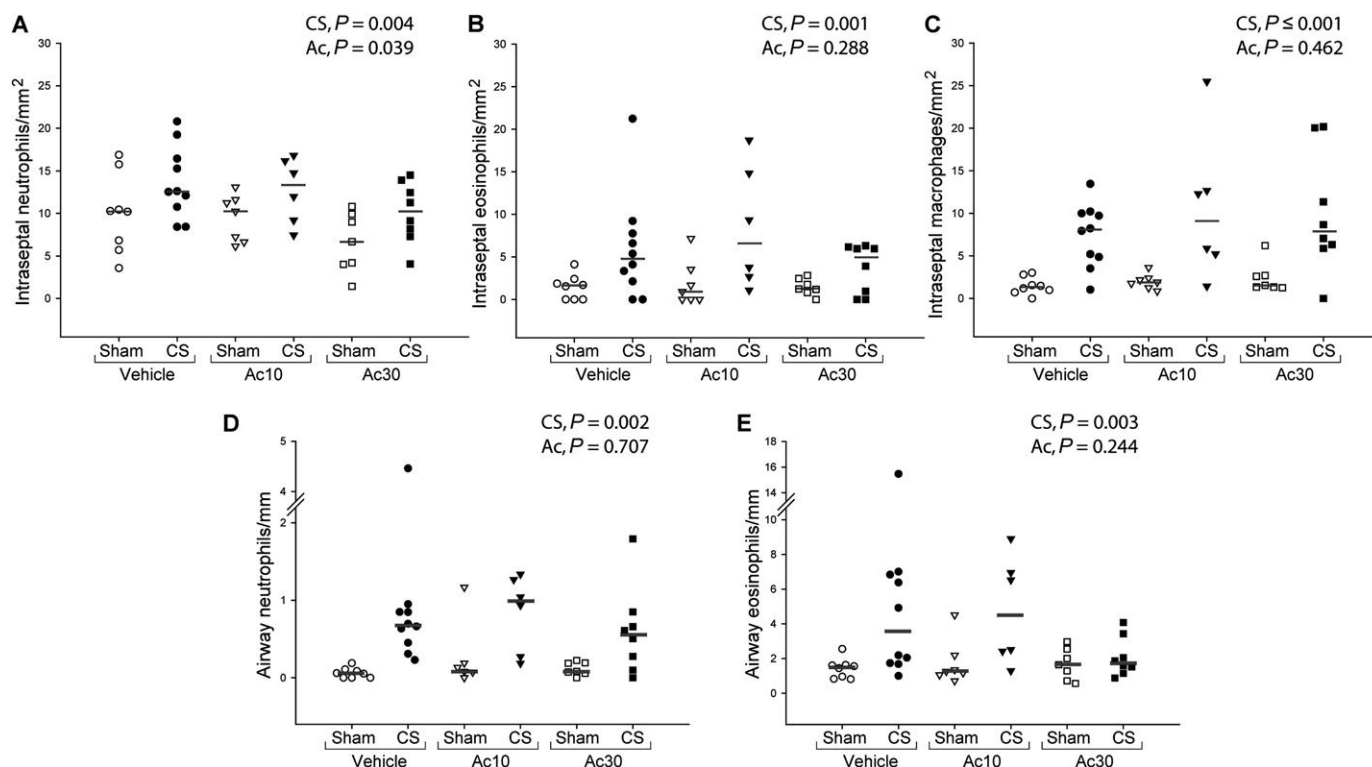 A
CS, P = 0.004
Ac, P = 0.039
Intraseptal neutrophils/mm²
30
25
20
15
10
5
0
Sham CS Sham CS Sham CS
Vehicle Ac10 Ac30
B
CS, P = 0.001
Ac, P = 0.288
Intraseptal eosinophils/mm²
30
25
20
15
10
5
0
Sham CS Sham CS Sham CS
Vehicle Ac10 Ac30
C
CS, P ≤ 0.001
Ac, P = 0.462
Intraseptal macrophages/mm²
30
25
20
15
10
5
0
Sham CS Sham CS Sham CS
Vehicle Ac10 Ac30
D
CS, P = 0.002
Ac, P = 0.707
Airway neutrophils/mm
5
4
2
1
0
Sham CS Sham CS Sham CS
Vehicle Ac10 Ac30
E
CS, P = 0.003
Ac, P = 0.244
Airway eosinophils/mm
18
16
14
10
8
6
4
2
0
Sham CS Sham CS Sham CS
Vehicle Ac10 Ac30